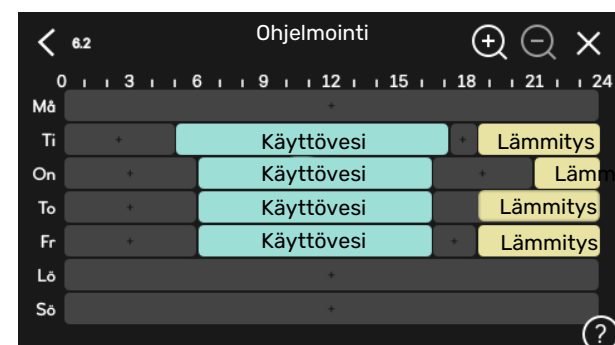 6.2 Ohjelmointi
0 3 6 9 12 15 18 21 24
Må +
Ti + Käyttövesi + Lämmitys
On + Käyttövesi + Lämm
To + Käyttövesi Lämmitys
Fr + Käyttövesi + Lämmitys
Lö +
Sö +
?